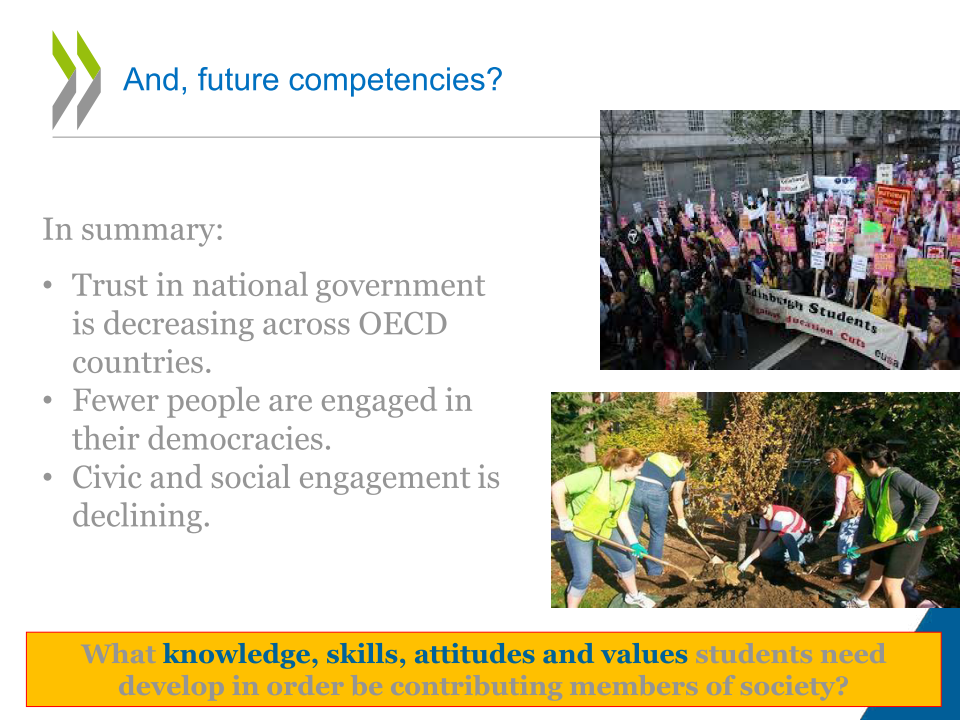 And, future competencies?
In summary:
• Trust in national government
is decreasing across OECD
countries.
• Fewer people are engaged in
their democracies.
• Civic and social engagement is
declining.
Edinburgh Students
Against Education Cuts
eusa
What knowledge, skills, attitudes and values students need
develop in order be contributing members of society?